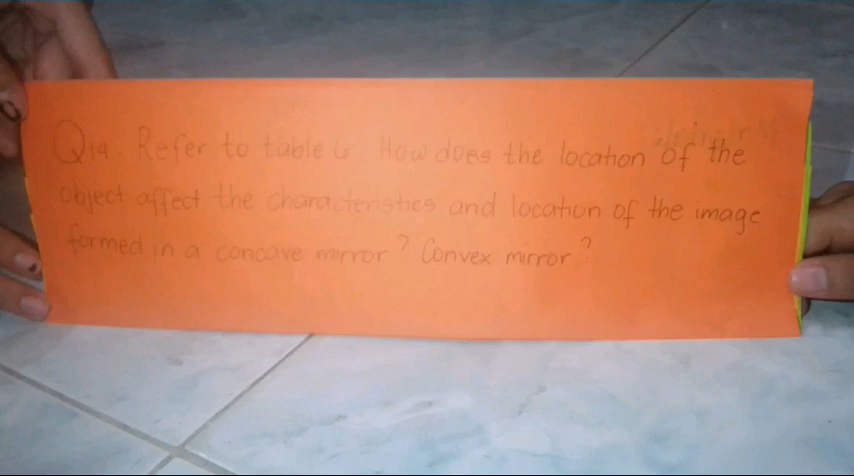 Q14. Refer to table 6. How does the location of the
object affect the characteristics and location of the image
formed in a concave mirror? Convex mirror?